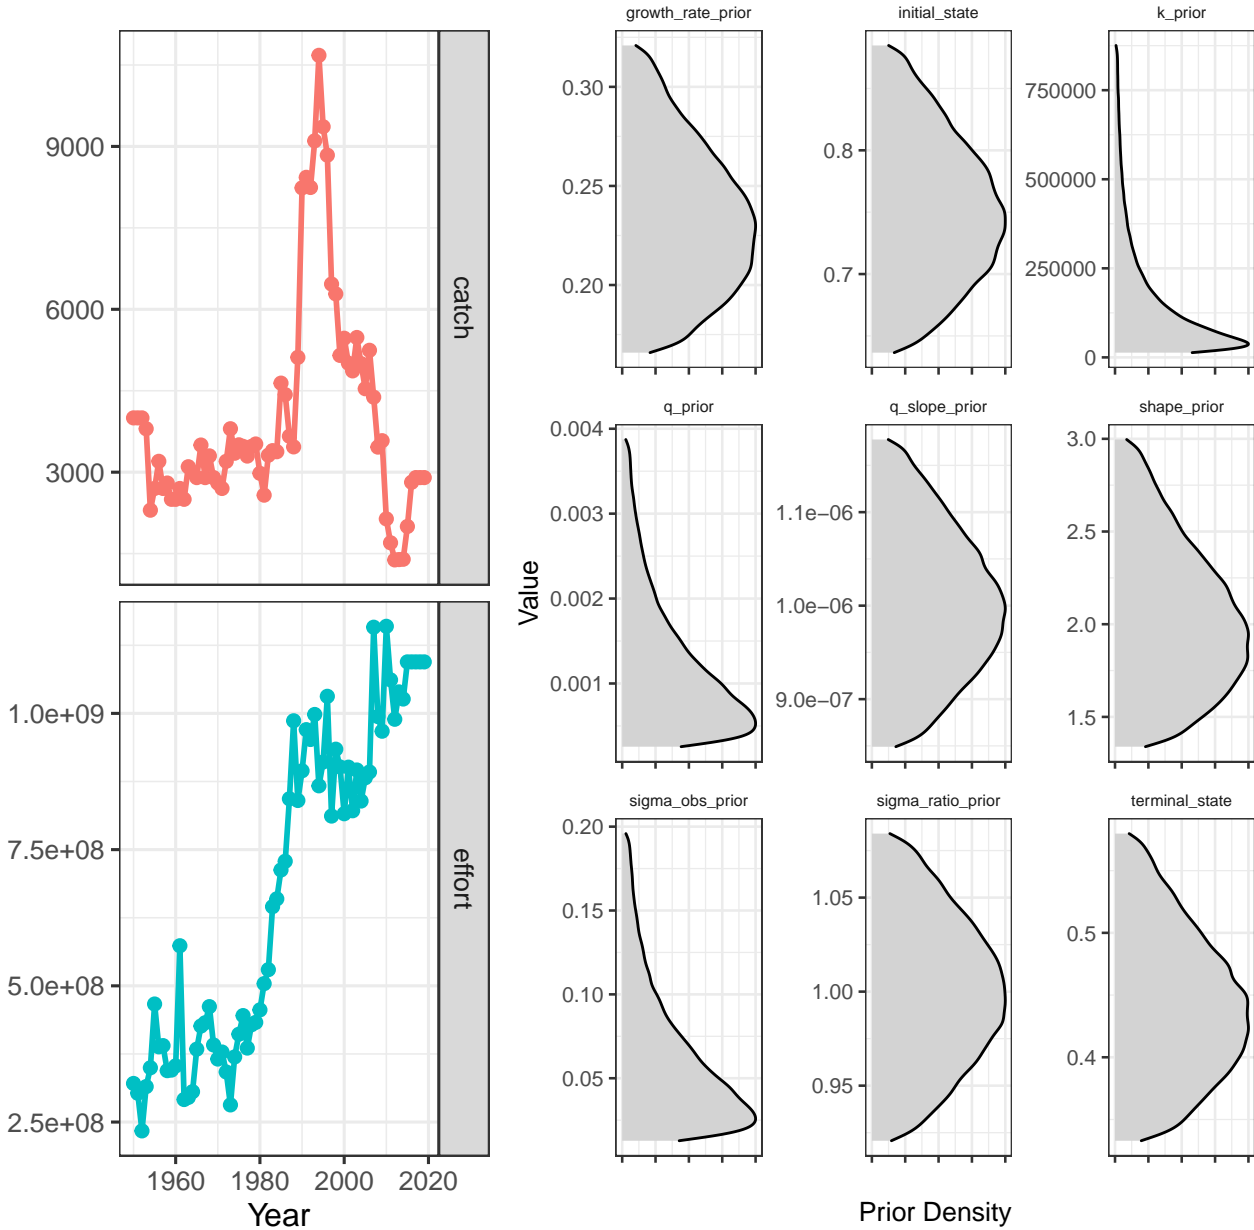 9000
6000
3000
catch
1.0e+09
7.5e+08
5.0e+08
2.5e+08
effort
1960 1980 2000 2020
Year
Value
growth_rate_prior
0.30
0.25
0.20
initial_state
0.8
0.7
k_prior
750000
500000
250000
0
q_prior
0.004
0.003
0.002
0.001
q_slope_prior
1.1e−06
1.0e−06
9.0e−07
shape_prior
3.0
2.5
2.0
1.5
sigma_obs_prior
0.20
0.15
0.10
0.05
sigma_ratio_prior
1.05
1.00
0.95
terminal_state
0.5
0.4
Prior Density